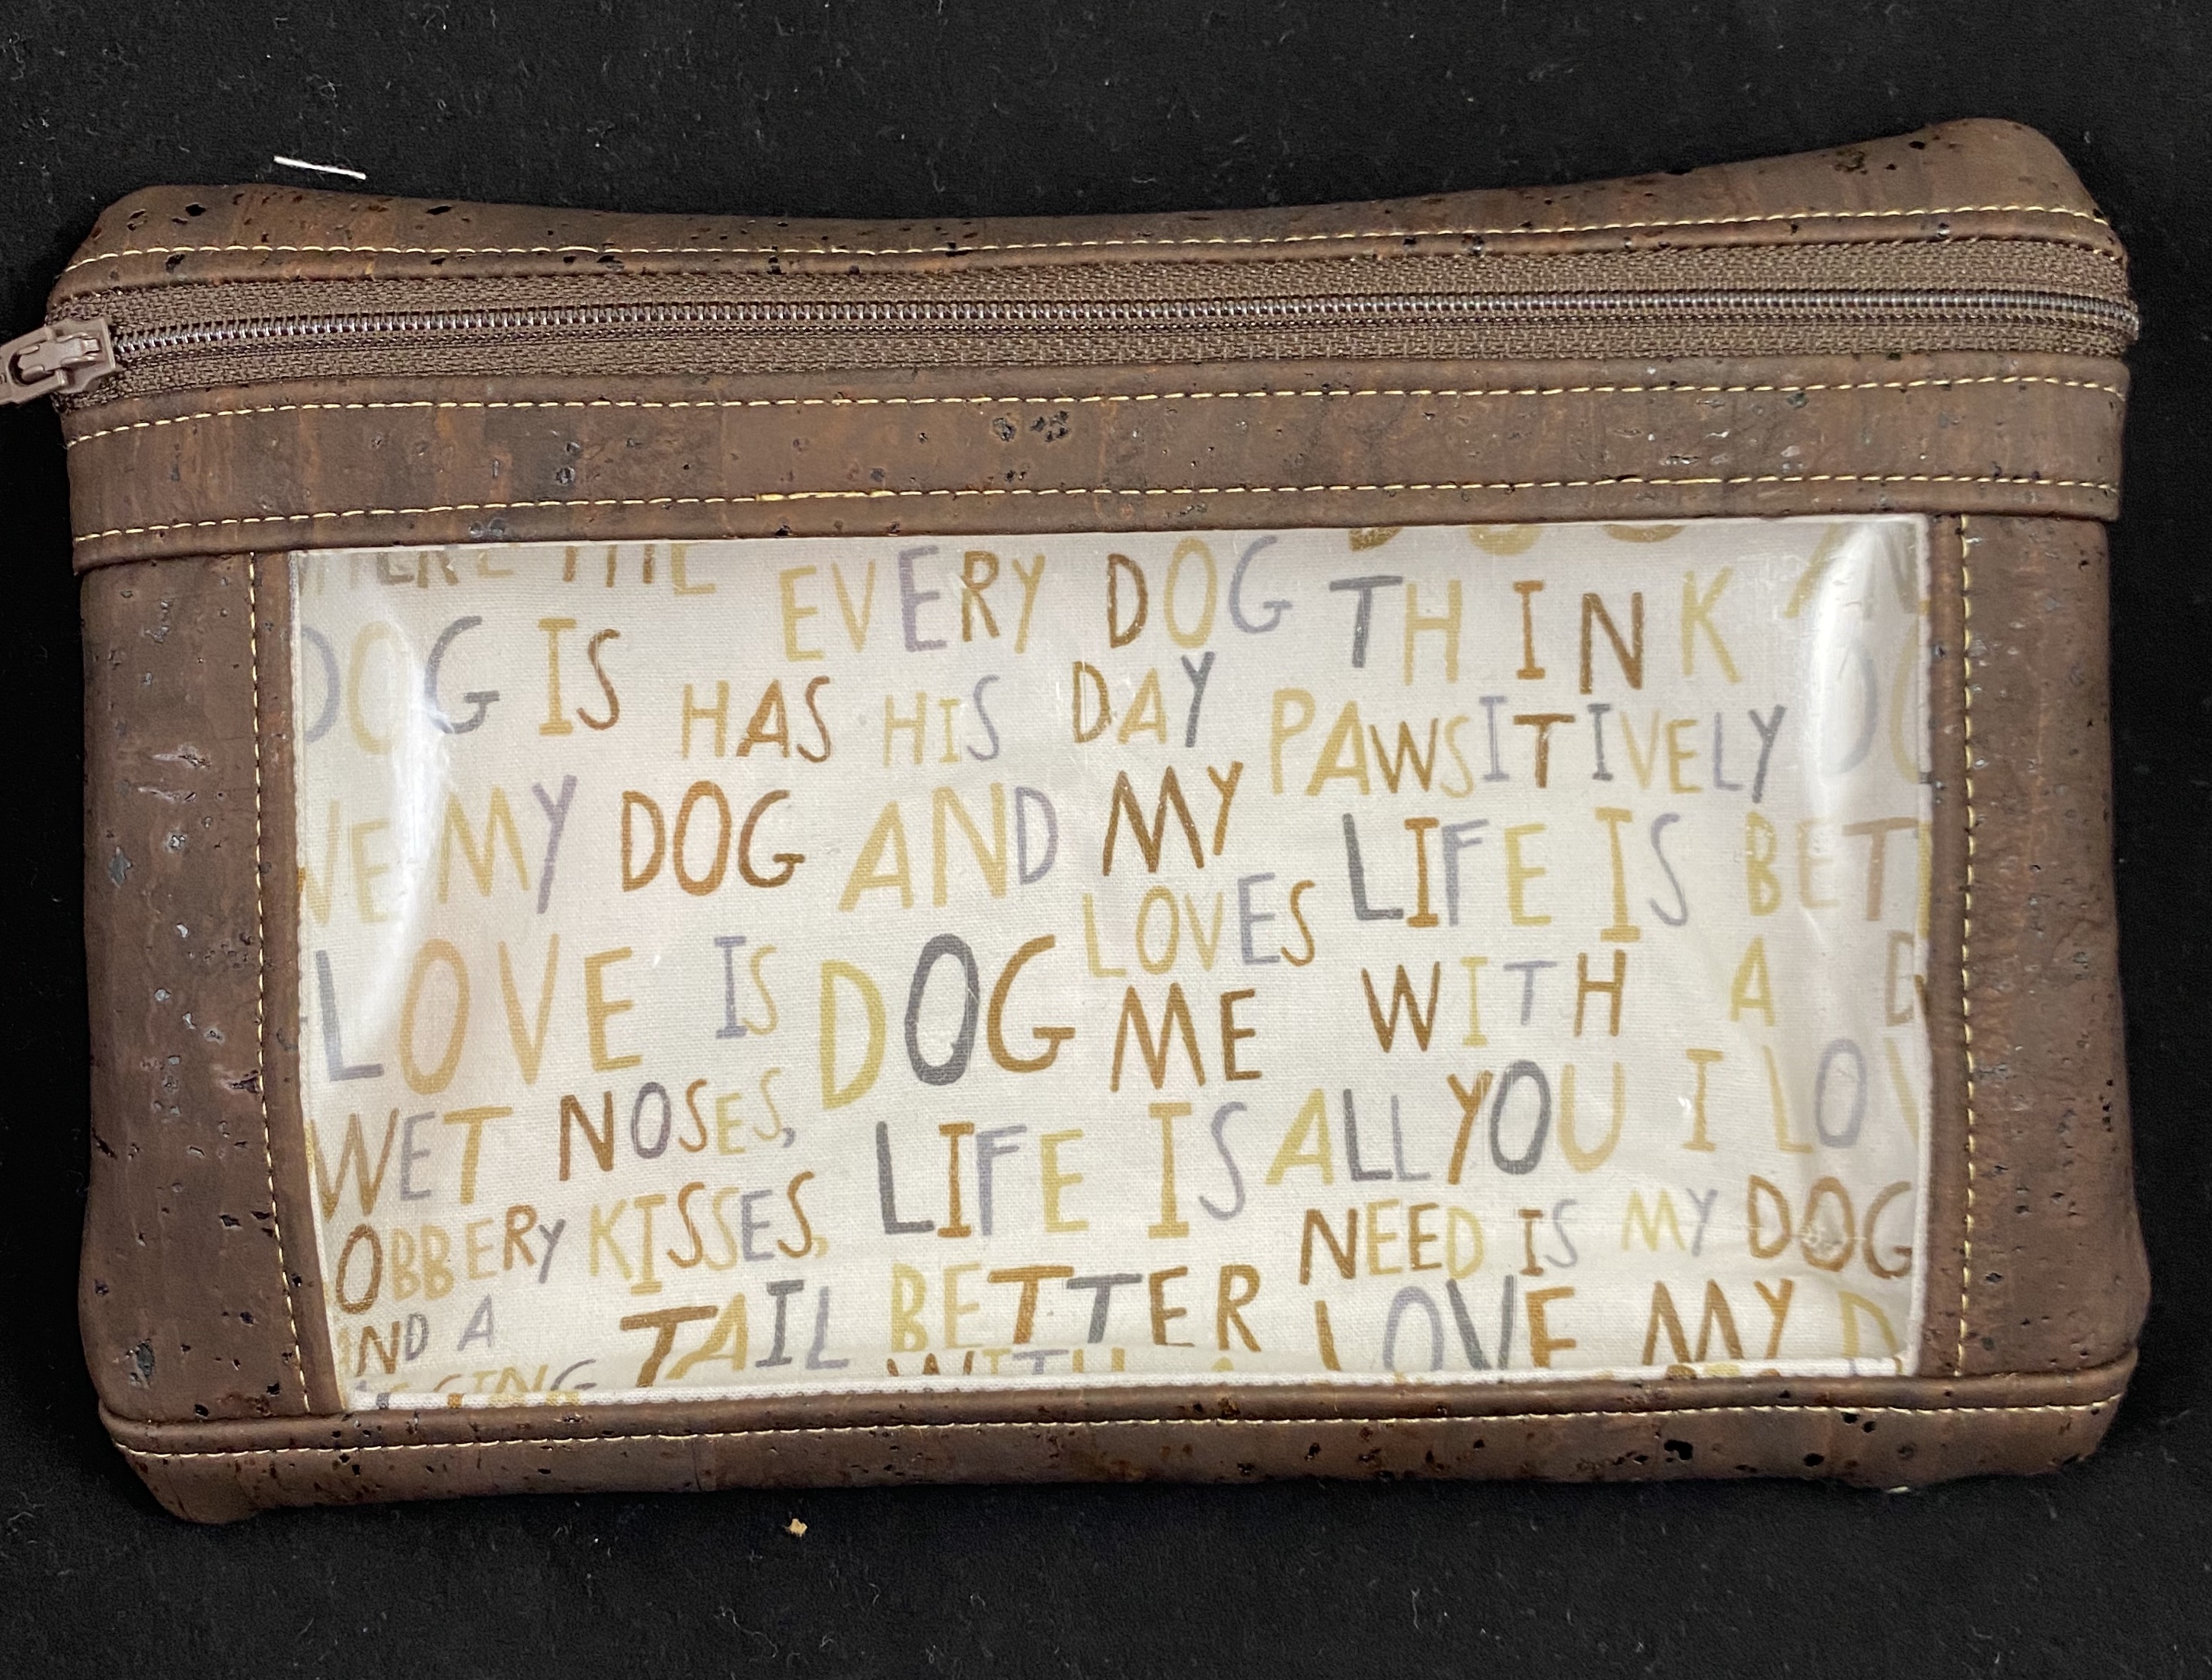 DOG IS
EVERY DOG
HAS HIS DAY
THINK
PAWSITIVELY
MY DOG AND MY
DOG LOVES
ME
LIFE IS
WITH A
LOVE IS
WET NOSES,
KISSES,
AND A
TAIL
LIFE IS
BETTER
WITH A
ALL YOU
NEED IS MY DOG
I
LOVE MY